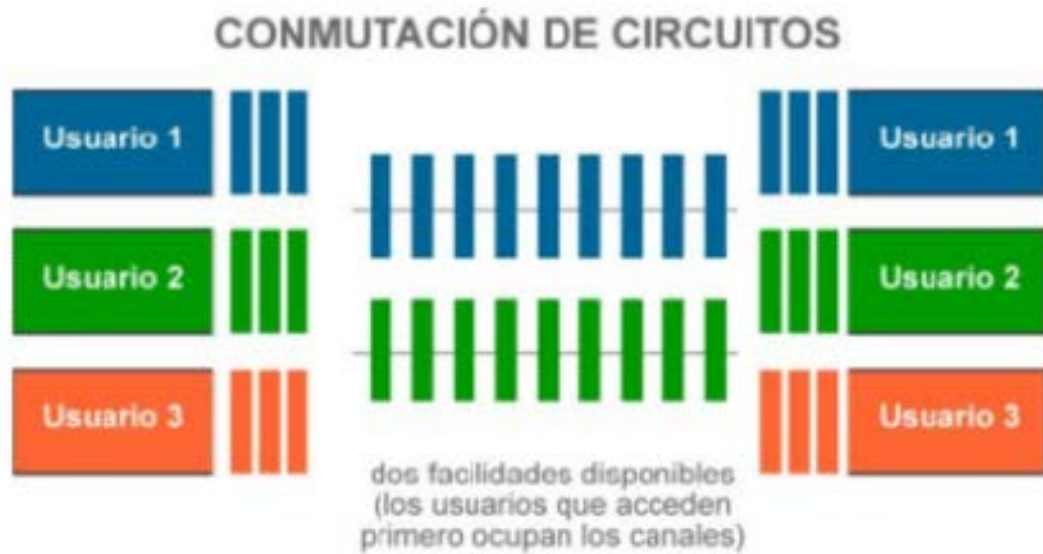 CONMUTACIÓN DE CIRCUITOS
Usuario 1
Usuario 1
Usuario 2
Usuario 2
Usuario 3
Usuario 3
dos facilidades disponibles
(los usuarios que acceden
primero ocupan los canales)